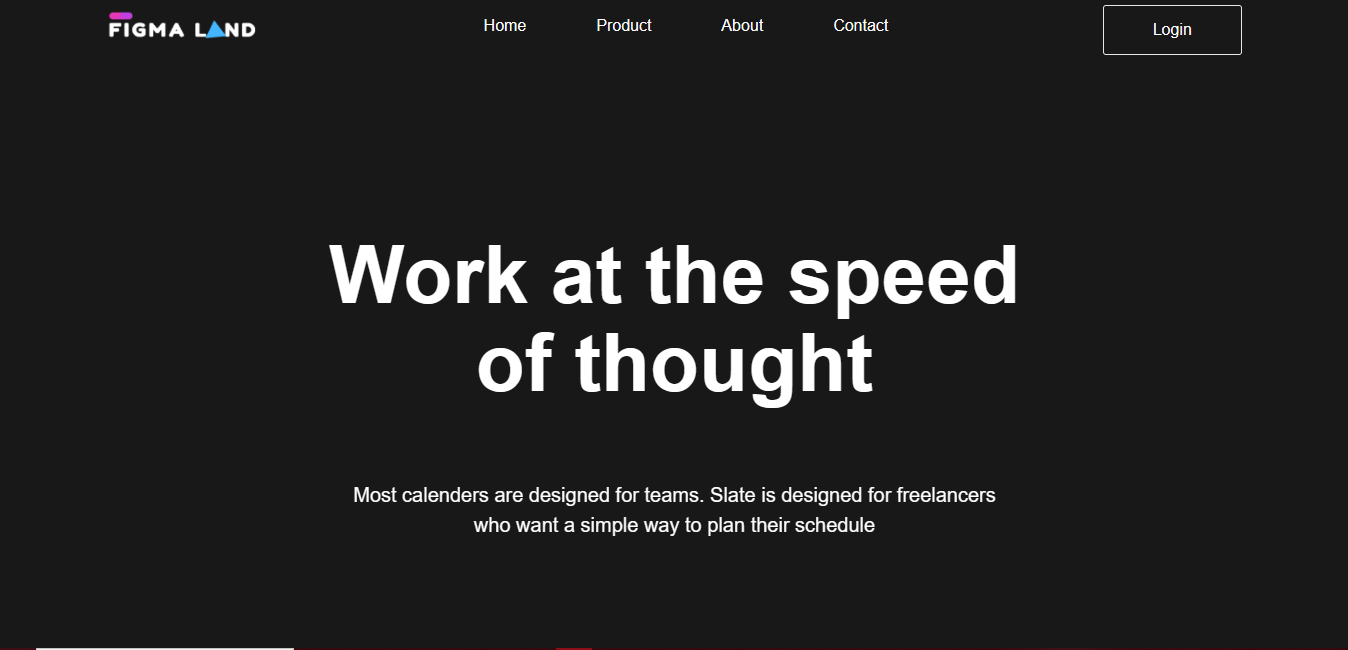 FIGMA LAND
Home
Product
About
Contact
Login
Work at the speed
of thought
Most calenders are designed for teams. Slate is designed for freelancers
who want a simple way to plan their schedule